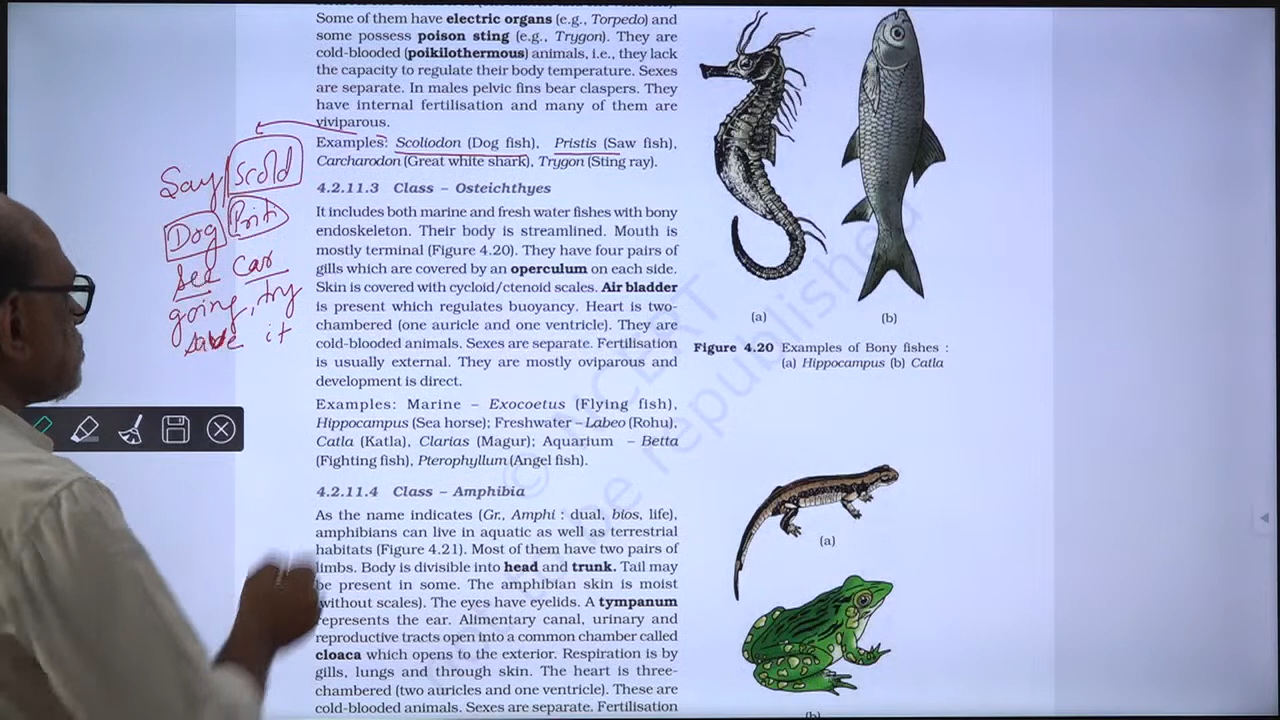 Some of them have electric organs (e.g., Torpedo) and
some possess poison sting (e.g., Trygon). They are
cold-blooded (poikilothermous) animals, i.e., they lack
the capacity to regulate their body temperature. Sexes
are separate. In males pelvic fins bear claspers. They
have internal fertilisation and many of them are
viviparous.
Examples: Scoliodon (Dog fish), Pristis (Saw fish),
Carcharodon (Great white shark), Trygon (Sting ray).
4.2.11.3 Class – Osteichthyes
It includes both marine and fresh water fishes with bony
endoskeleton. Their body is streamlined. Mouth is
mostly terminal (Figure 4.20). They have four pairs of
gills which are covered by an operculum on each side.
Skin is covered with cycloid/ctenoid scales. Air bladder
is present which regulates buoyancy. Heart is two-
chambered (one auricle and one ventricle). They are
cold-blooded animals. Sexes are separate. Fertilisation
is usually external. They are mostly oviparous and
development is direct.
Examples: Marine – Exocoetus (Flying fish),
Hippocampus (Sea horse); Freshwater – Labeo (Rohu),
Catla (Katla), Clarias (Magur); Aquarium – Betta
(Fighting fish), Pterophyllum (Angel fish).
4.2.11.4 Class – Amphibia
As the name indicates (Gr., Amphi : dual, bios, life),
amphibians can live in aquatic as well as terrestrial
habitats (Figure 4.21). Most of them have two pairs of
limbs. Body is divisible into head and trunk. Tail may
be present in some. The amphibian skin is moist
without scales). The eyes have eyelids. A tympanum
represents the ear. Alimentary canal, urinary and
reproductive tracts open into a common chamber called
cloaca which opens to the exterior. Respiration is by
gills, lungs and through skin. The heart is three-
chambered (two auricles and one ventricle). These are
cold-blooded animals. Sexes are separate. Fertilisation
Say Scold
Dog Priti
see car
going, try
save it
(a) (b)
Figure 4.20 Examples of Bony fishes :
(a) Hippocampus (b) Catla
(a)
(b)
© NCERT
be republished